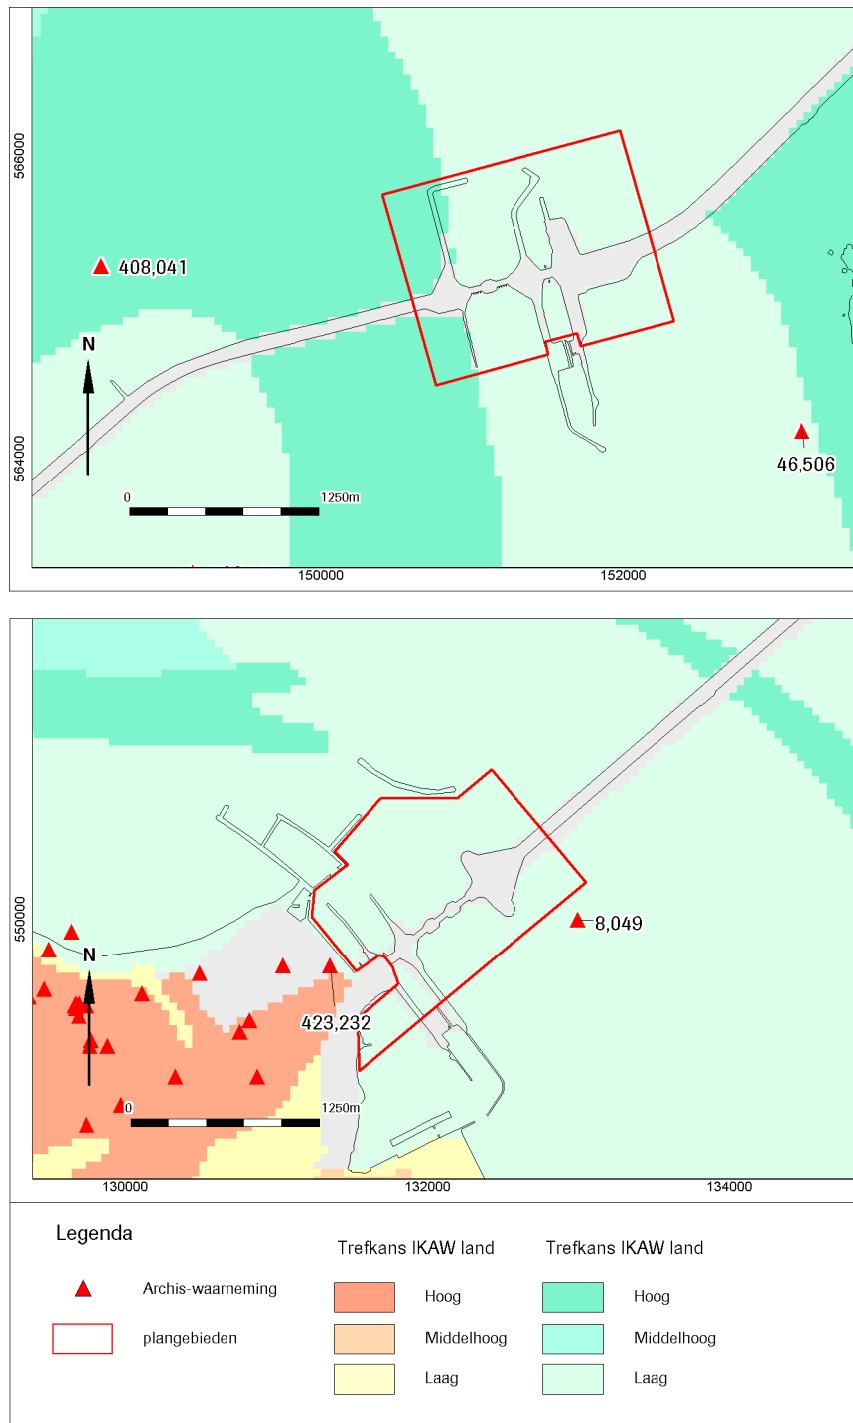 566000
408,041
N
564000
0 1250m
46,506
150000 152000
550000
8,049
N
423,232
0 1250m
130000 132000 134000
Legenda
Trefkans IKAW land Trefkans IKAW land
Archis-waarneming Hoog Hoog
plangebieden Middelhoog Middelhoog
Laag Laag